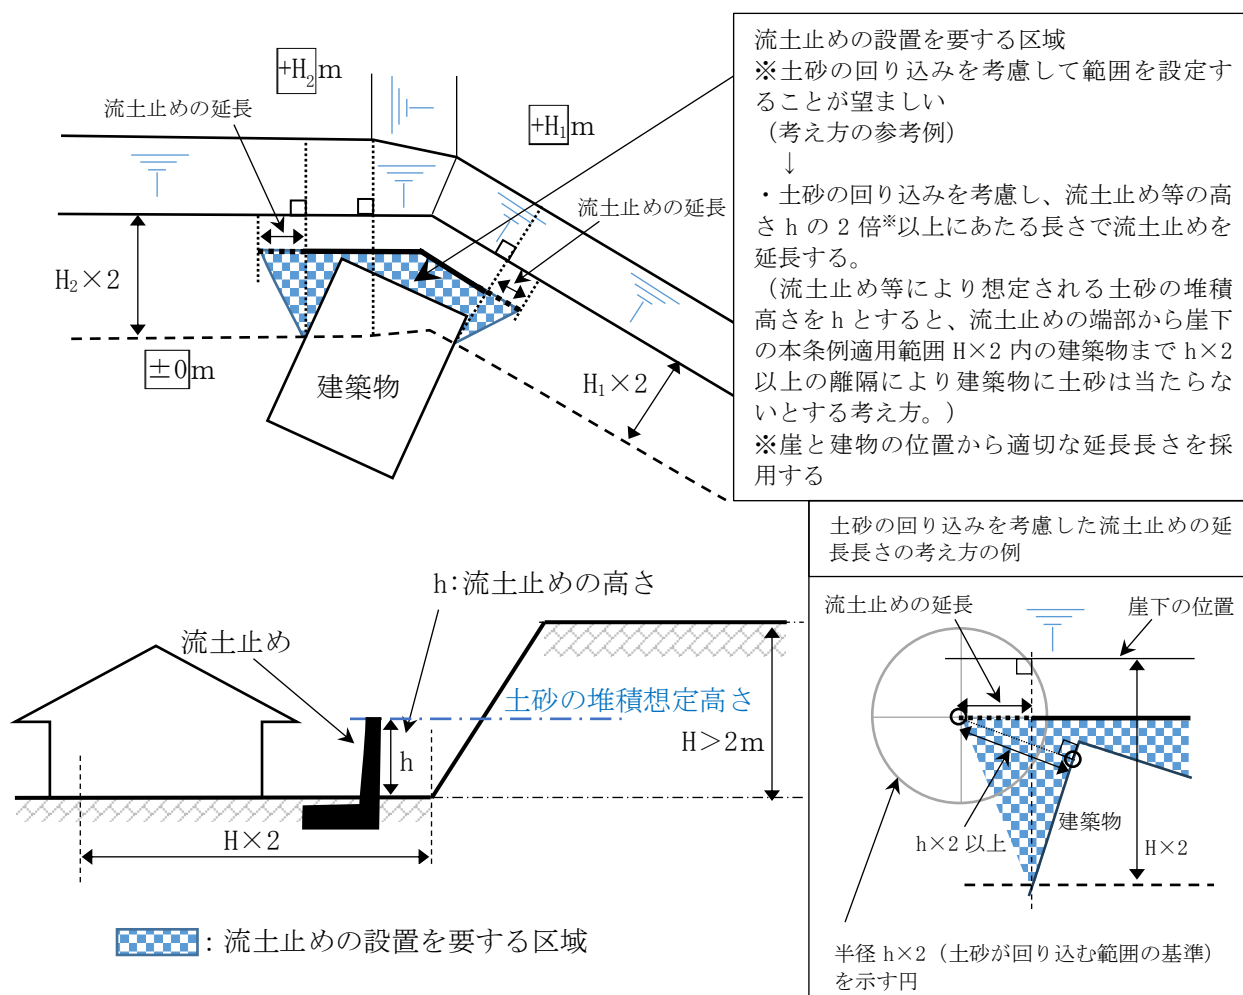 +H₂m
流土止めの延長
+H₁m
流土止めの延長
H₂×2
±0m
建築物
H₁×2
流土止めの設置を要する区域
※土砂の回り込みを考慮して範囲を設定す
ることが望ましい
（考え方の参考例）
↓
・土砂の回り込みを考慮し、流土止め等の高
さ h の 2 倍※以上にあたる長さで流土止めを
延長する。
（流土止め等により想定される土砂の堆積
高さを h とすると、流土止めの端部から崖下
の本条例適用範囲 H×2 内の建築物まで h×2
以上の離隔により建築物に土砂は当たらな
いとする考え方。）
※崖と建物の位置から適切な延長長さを採
用する
h:流土止めの高さ
流土止め
土砂の堆積想定高さ
h
H＞2m
H×2
：流土止めの設置を要する区域
土砂の回り込みを考慮した流土止めの延
長長さの考え方の例
流土止めの延長
崖下の位置
建築物
h×2 以上
H×2
半径 h×2（土砂が回り込む範囲の基準）
を示す円